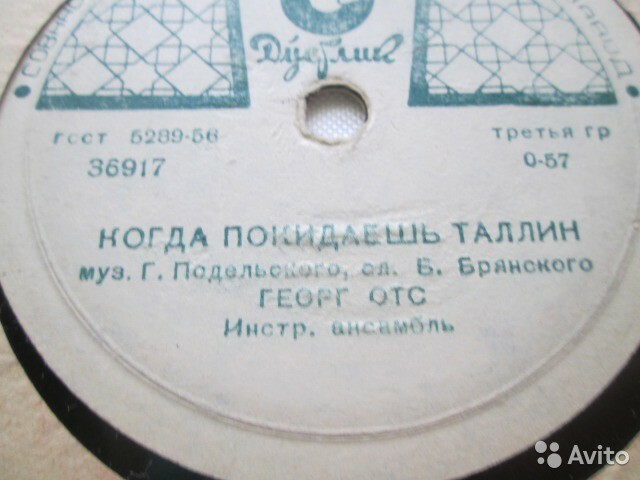 Дуѳлин
гост 5289-56
третья гр
36917
0-57
КОГДА ПОКИДАЕШЬ ТАЛЛИН
муз. Г. Подельского, сл. Б. Брянского
ГЕОРГ ОТС
Инстр. ансамбль
Avito